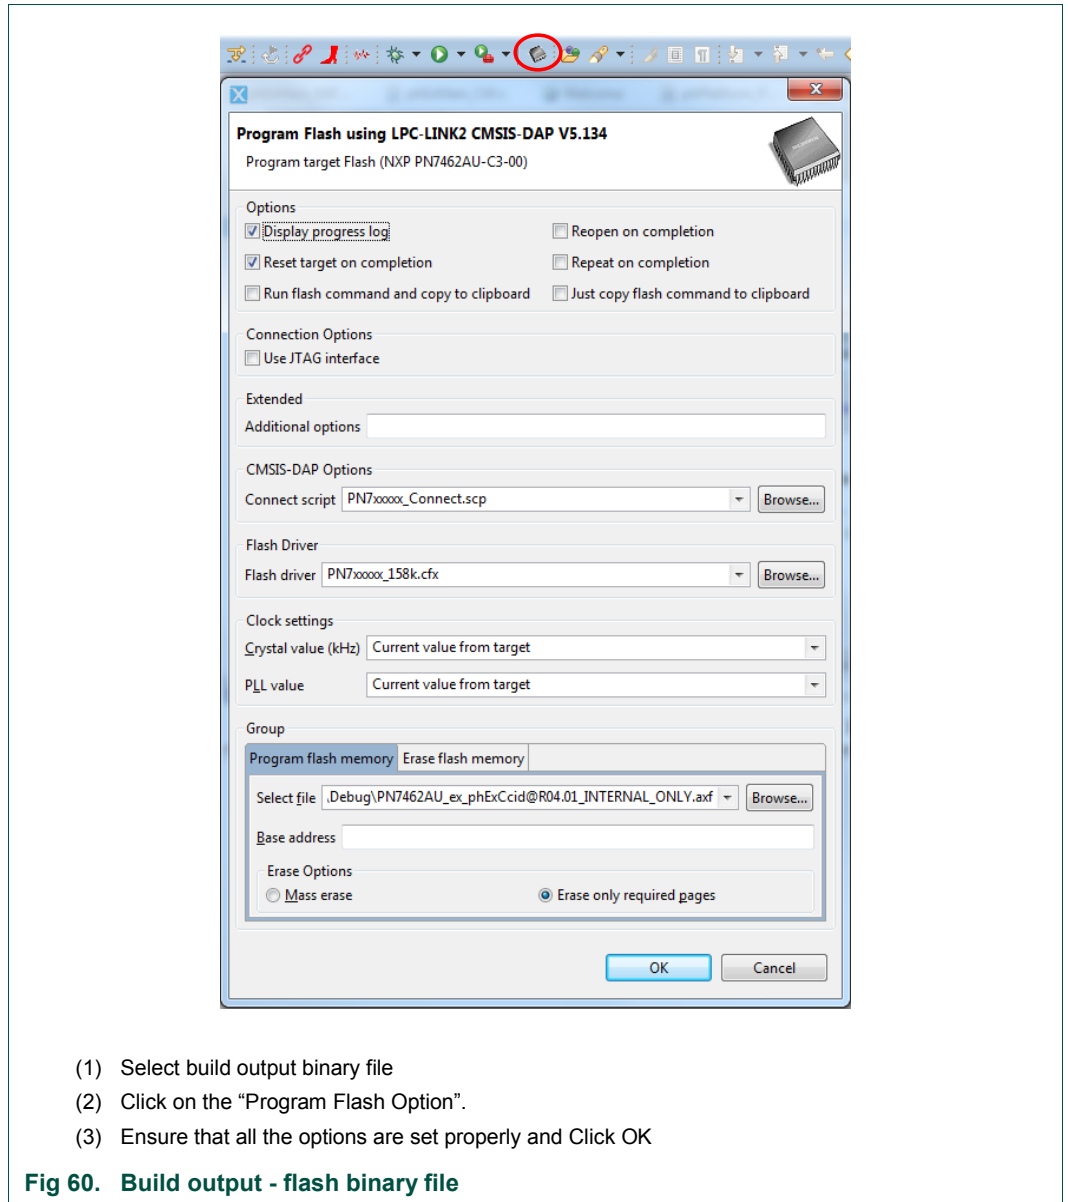 Program Flash using LPC-LINK2 CMSIS-DAP V5.134
Program target Flash (NXP PN7462AU-C3-00)
Options
Display progress log
Reopen on completion
Reset target on completion
Repeat on completion
Run flash command and copy to clipboard
Just copy flash command to clipboard
Connection Options
Use JTAG interface
Extended
Additional options
CMSIS-DAP Options
Connect script PN7xxxxx_Connect.scp Browse...
Flash Driver
Flash driver PN7xxxxx_158k.cfx Browse...
Clock settings
Crystal value (kHz) Current value from target
PLL value Current value from target
Group
Program flash memory Erase flash memory
Select file .Debug\PN7462AU_ex_phExCcid@R04.01_INTERNAL_ONLY.axf Browse...
Base address
Erase Options
Mass erase Erase only required pages
OK Cancel
(1) Select build output binary file
(2) Click on the “Program Flash Option”.
(3) Ensure that all the options are set properly and Click OK
Fig 60. Build output - flash binary file